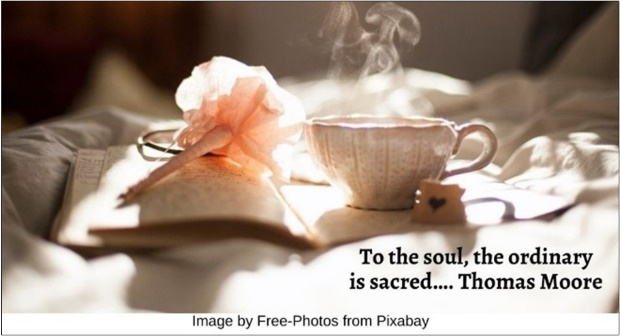 To the soul, the ordinary
is sacred.... Thomas Moore
Image by Free-Photos from Pixabay